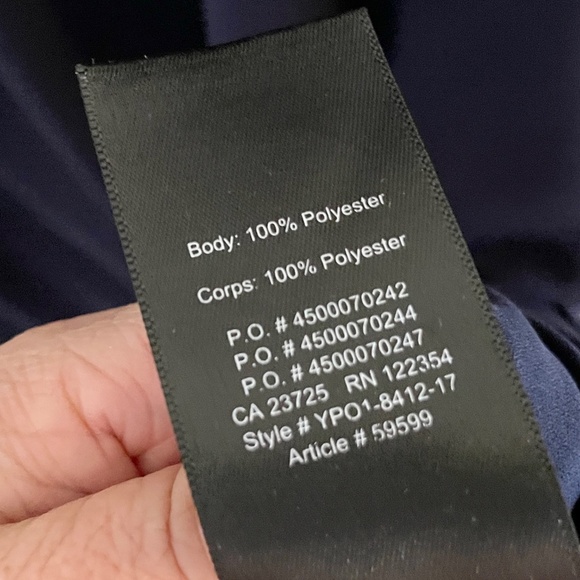 Body: 100% Polyester
Corps: 100% Polyester
P.O. # 4500070242
P.O. # 4500070244
P.O. # 4500070247
CA 23725 RN 122354
Style # YPO1-8412-17
Article # 59599